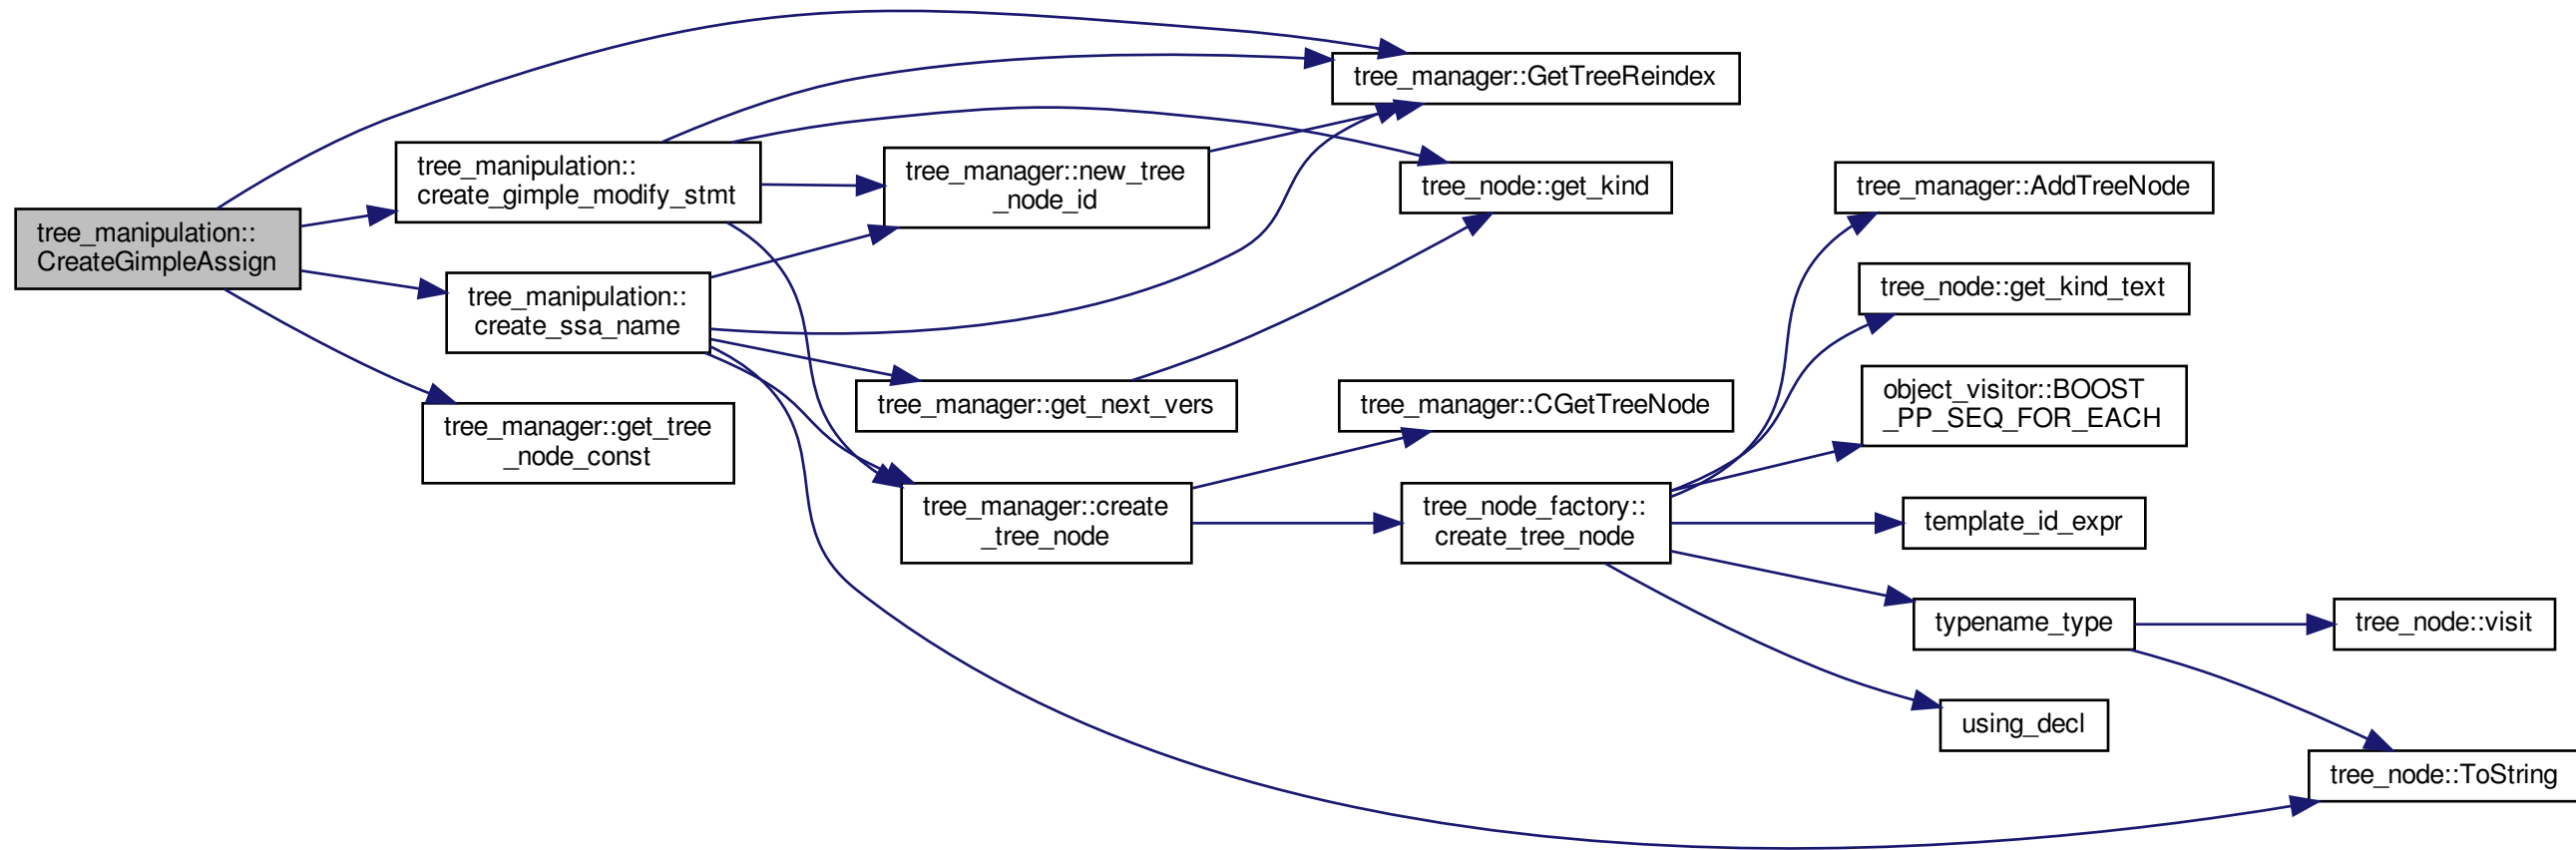 tree_manipulation::
CreateGimpleAssign
tree_manipulation::
create_gimple_modify_stmt
tree_manipulation::
create_ssa_name
tree_manager::get_tree
_node_const
tree_manager::new_tree
_node_id
tree_manager::get_next_vers
tree_manager::create
_tree_node
tree_manager::GetTreeReindex
tree_node::get_kind
tree_manager::CGetTreeNode
tree_node_factory::
create_tree_node
tree_manager::AddTreeNode
tree_node::get_kind_text
object_visitor::BOOST
_PP_SEQ_FOR_EACH
template_id_expr
typename_type
using_decl
tree_node::visit
tree_node::ToString